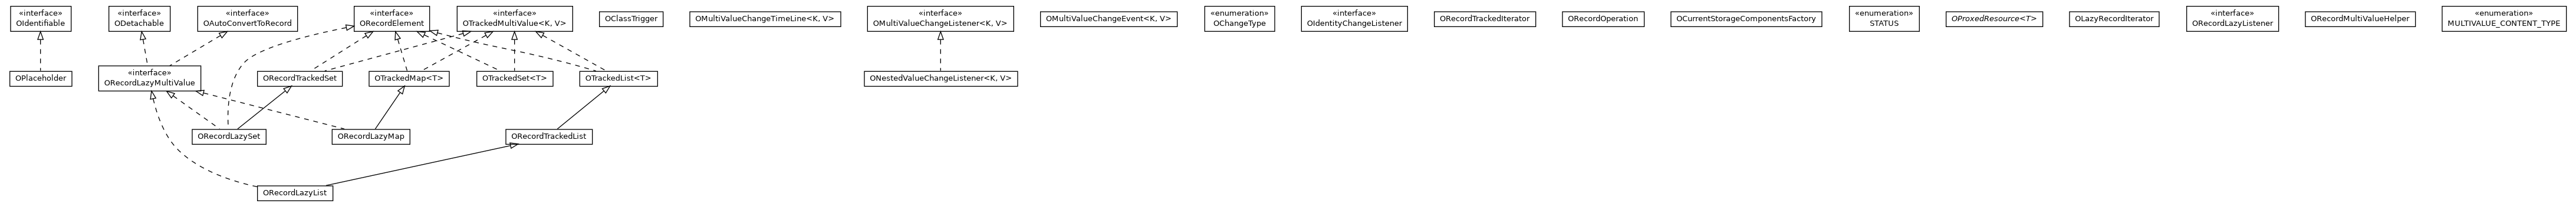 «interface»
OIdentifiable
«interface»
ODetachable
«interface»
OAutoConvertToRecord
«interface»
ORecordElement
«interface»
OTrackedMultiValue<K, V>
OClassTrigger
OMultiValueChangeTimeLine<K, V>
«interface»
OMultiValueChangeListener<K, V>
OMultiValueChangeEvent<K, V>
«enumeration»
OChangeType
«interface»
OIdentityChangeListener
ORecordTrackedIterator
ORecordOperation
OCurrentStorageComponentsFactory
«enumeration»
STATUS
OProxedResource<T>
OLazyRecordIterator
«interface»
ORecordLazyListener
ORecordMultiValueHelper
«enumeration»
MULTIVALUE_CONTENT_TYPE
OPlaceholder
«interface»
ORecordLazyMultiValue
ORecordTrackedSet
OTrackedMap<T>
OTrackedSet<T>
OTrackedList<T>
ONestedValueChangeListener<K, V>
ORecordLazySet
ORecordLazyMap
ORecordTrackedList
ORecordLazyList